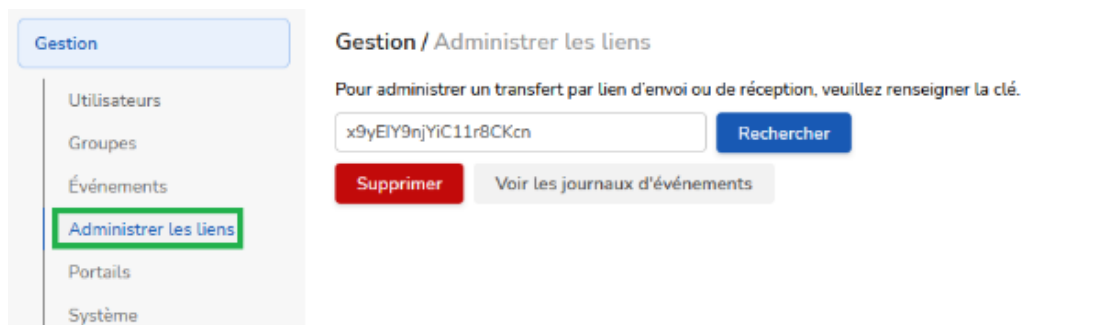 Gestion
Utilisateurs
Groupes
Événements
Administrer les liens
Portails
Système
Gestion / Administrer les liens
Pour administrer un transfert par lien d'envoi ou de réception, veuillez renseigner la clé.
x9yEIY9njYiC11r8CKcn
Rechercher
Supprimer
Voir les journaux d'événements